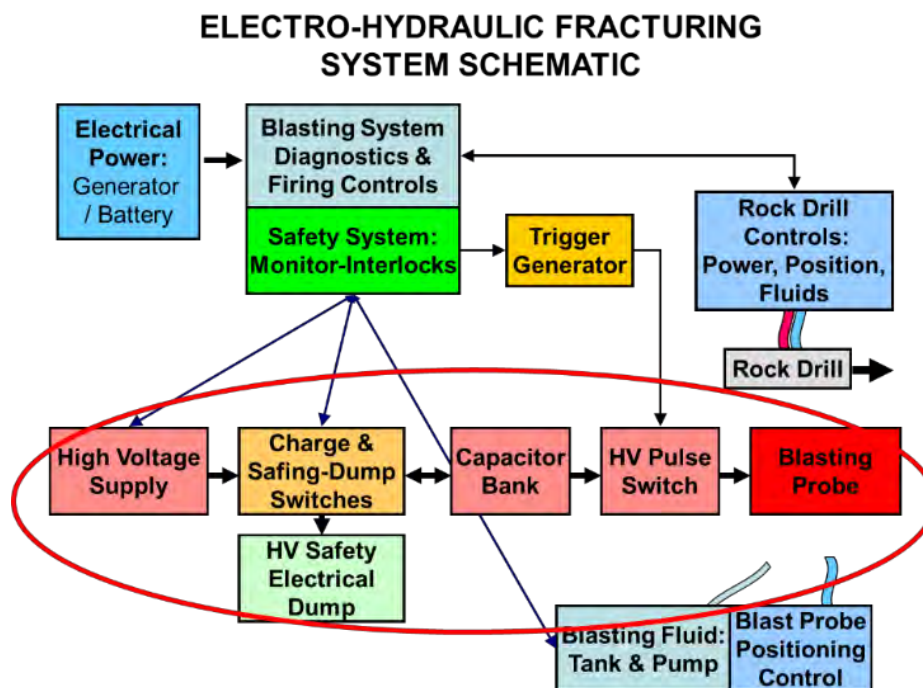 ELECTRO-HYDRAULIC FRACTURING
SYSTEM SCHEMATIC
Electrical
Power:
Generator
/ Battery
Blasting System
Diagnostics &
Firing Controls
Safety System:
Monitor-Interlocks
Trigger
Generator
Rock Drill
Controls:
Power, Position,
Fluids
Rock Drill
High Voltage
Supply
Charge &
Safing-Dump
Switches
Capacitor
Bank
HV Pulse
Switch
Blasting
Probe
HV Safety
Electrical
Dump
Blasting Fluid:
Tank & Pump
Blast Probe
Positioning
Control